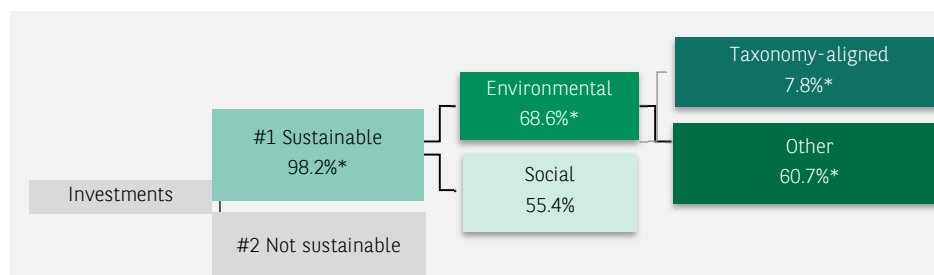 Investments
#1 Sustainable
98.2%*
#2 Not sustainable
Environmental
68.6%*
Social
55.4%
Taxonomy-aligned
7.8%*
Other
60.7%*